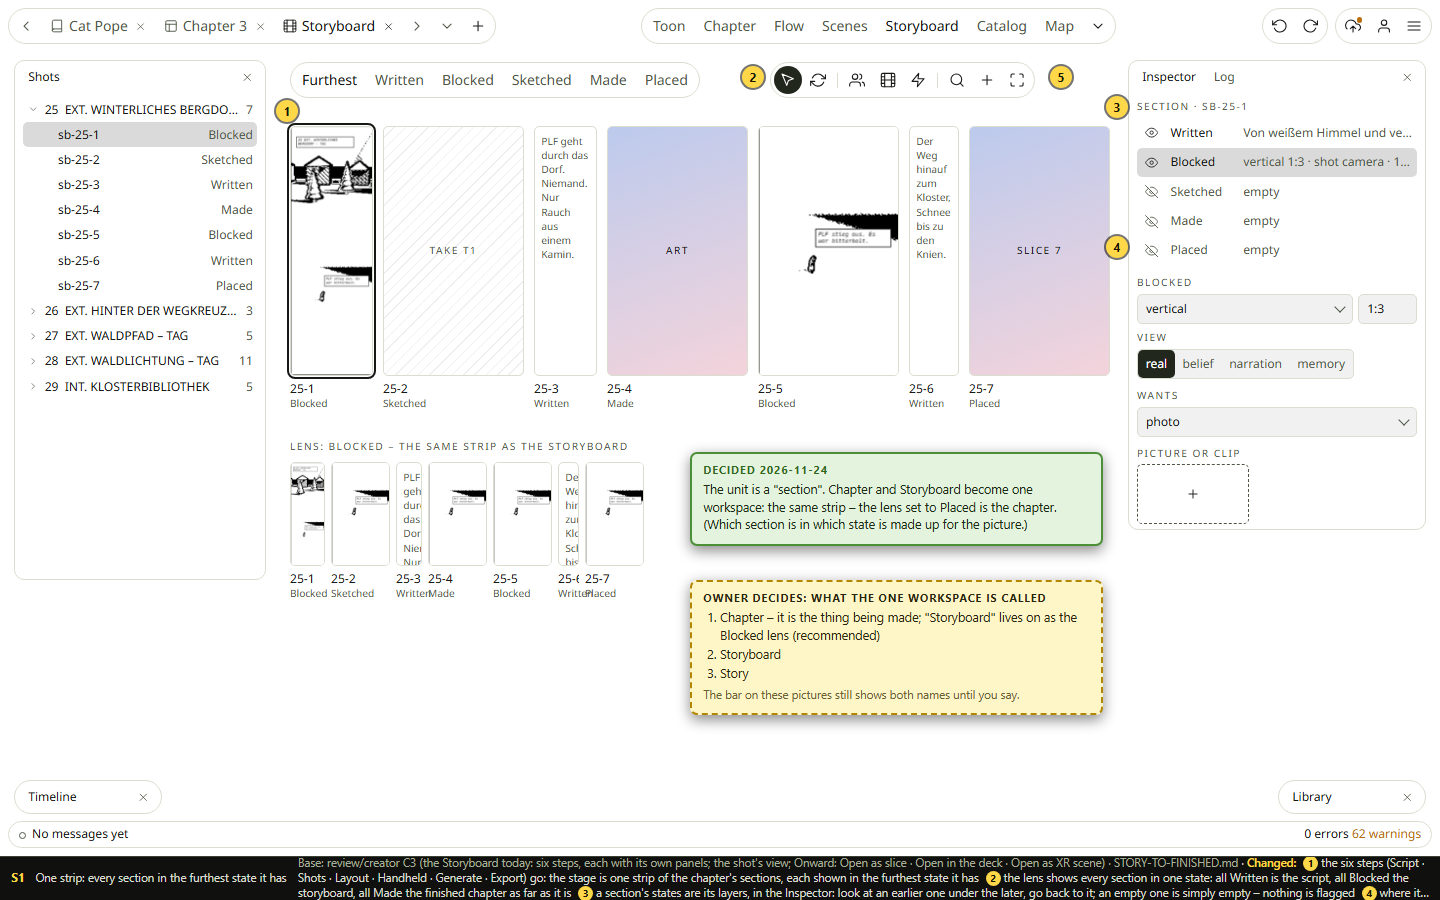 Cat Pope
Chapter 3
Storyboard
Toon Chapter Flow Scenes Storyboard Catalog Map
Shots
25 EXT. WINTERLICHES BERGDO... 7
sb-25-1 Blocked
sb-25-2 Sketched
sb-25-3 Written
sb-25-4 Made
sb-25-5 Blocked
sb-25-6 Written
sb-25-7 Placed
26 EXT. HINTER DER WEGKREUZ... 3
27 EXT. WALDPFAD – TAG 5
28 EXT. WALDLICHTUNG – TAG 11
29 INT. KLOSTERBIBLIOTHEK 5
Furthest Written Blocked Sketched Made Placed
2
5
1
TAKE T1
PLF geht
durch das
Dorf.
Niemand.
Nur
Rauch
aus
einem
Kamin.
ART
PLF stieg aus. Es
war bitterkalt.
Der
Weg
hinauf
zum
Kloster,
Schnee
bis zu
den
Knien.
SLICE 7
25-1
Blocked
25-2
Sketched
25-3
Written
25-4
Made
25-5
Blocked
25-6
Written
25-7
Placed
LENS: BLOCKED – THE SAME STRIP AS THE STORYBOARD
25-1
Blocked
25-2
Sketched
25-3
Written
25-4
Made
25-5
Blocked
25-6
Written
25-7
Placed
DECIDED 2026-11-24
The unit is a "section". Chapter and Storyboard become one
workspace: the same strip – the lens set to Placed is the chapter.
(Which section is in which state is made up for the picture.)
OWNER DECIDES: WHAT THE ONE WORKSPACE IS CALLED
1. Chapter – it is the thing being made; "Storyboard" lives on as the
Blocked lens (recommended)
2. Storyboard
3. Story
The bar on these pictures still shows both names until you say.
Inspector Log
3
SECTION · SB-25-1
Written Von weißem Himmel und ve...
Blocked vertical 1:3 · shot camera · 1...
Sketched empty
Made empty
4
Placed empty
BLOCKED
vertical 1:3
VIEW
real belief narration memory
WANTS
photo
PICTURE OR CLIP
Timeline
Library
No messages yet
0 errors 62 warnings
S1 One strip: every section in the furthest state it has
Base: review/creator C3 (the Storyboard today: six steps, each with its own panels; the shot's view; Onward: Open as slice · Open in the deck · Open as XR scene) · STORY-TO-FINISHED.md · Changed: 1 the six steps (Script ·
Shots · Layout · Handheld · Generate · Export) go: the stage is one strip of the chapter's sections, each shown in the furthest state it has 2 the lens shows every section in one state: all Written is the script, all Blocked the
storyboard, all Made the finished chapter as far as it is 3 a section's states are its layers, in the Inspector: look at an earlier one under the later, go back to it; an empty one is simply empty – nothing is flagged 4 where it...